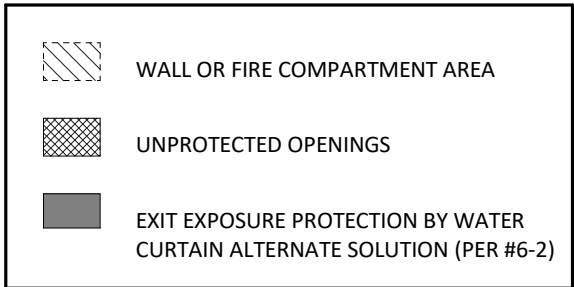 WALL OR FIRE COMPARTMENT AREA
UNPROTECTED OPENINGS
EXIT EXPOSURE PROTECTION BY WATER
CURTAIN ALTERNATE SOLUTION (PER #6-2)